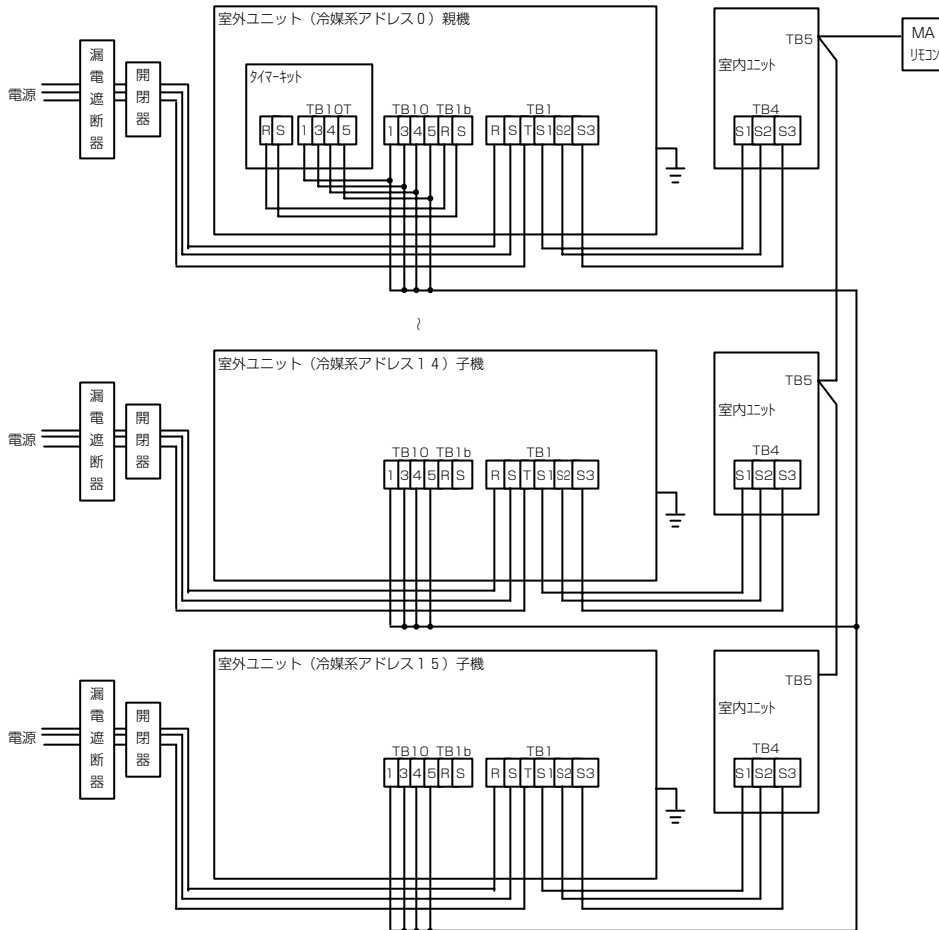 室外ユニット（冷媒系アドレス０）親機
室内ユニット
TB5
MA
リモコン
漏電遮断器
開閉器
電源
タイマーキット
TB10T
TB10
TB1b
TB1
TB4
R S
1 3 4 5
1 3 4 5 R S
R S T S1 S2 S3
S1 S2 S3
~
室外ユニット（冷媒系アドレス１４）子機
室内ユニット
TB5
漏電遮断器
開閉器
電源
TB10
TB1b
TB1
TB4
1 3 4 5 R S
R S T S1 S2 S3
S1 S2 S3
室外ユニット（冷媒系アドレス１５）子機
室内ユニット
TB5
漏電遮断器
開閉器
電源
TB10
TB1b
TB1
TB4
1 3 4 5 R S
R S T S1 S2 S3
S1 S2 S3